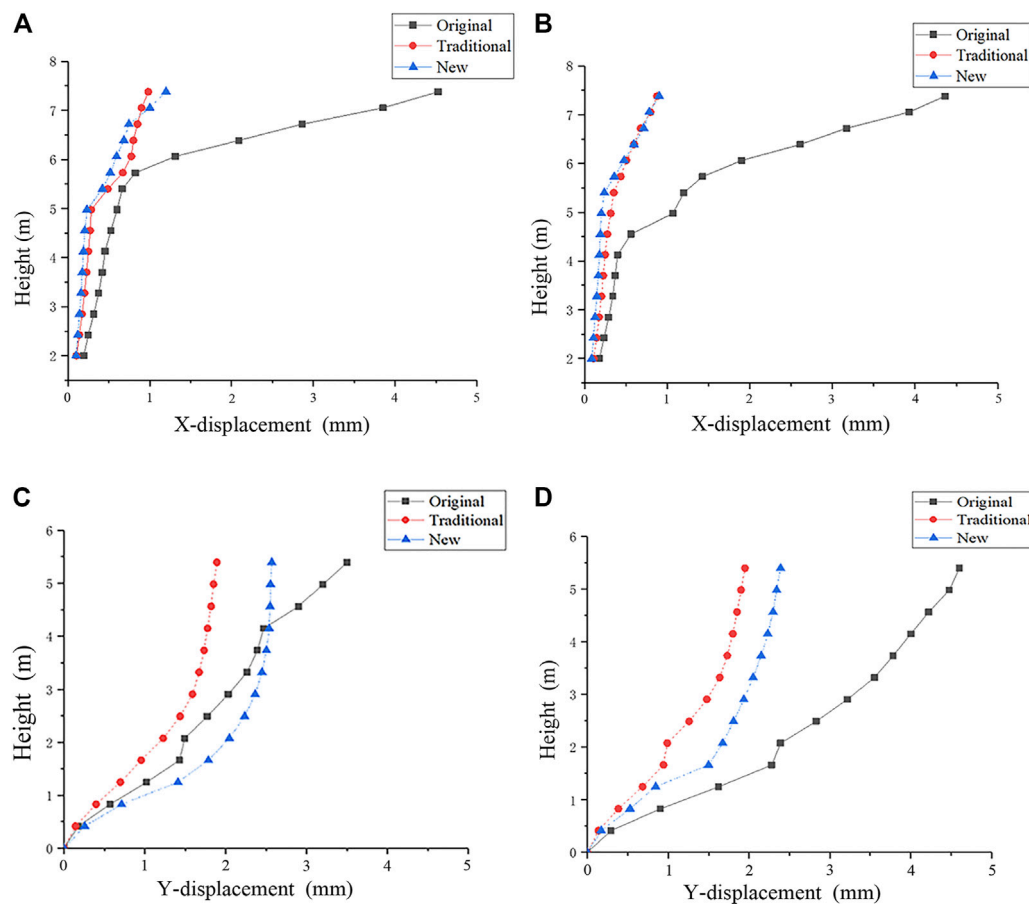 A
Original
Traditional
New
8
7
6
5
4
3
2
Height (m)
0 1 2 3 4 5
X-displacement (mm)
B
Original
Traditional
New
8
7
6
5
4
3
2
Height (m)
0 1 2 3 4 5
X-displacement (mm)
C
Original
Traditional
New
6
5
4
3
2
1
0
Height (m)
0 1 2 3 4 5
Y-displacement (mm)
D
Original
Traditional
New
6
5
4
3
2
1
0
Height (m)
0 1 2 3 4 5
Y-displacement (mm)